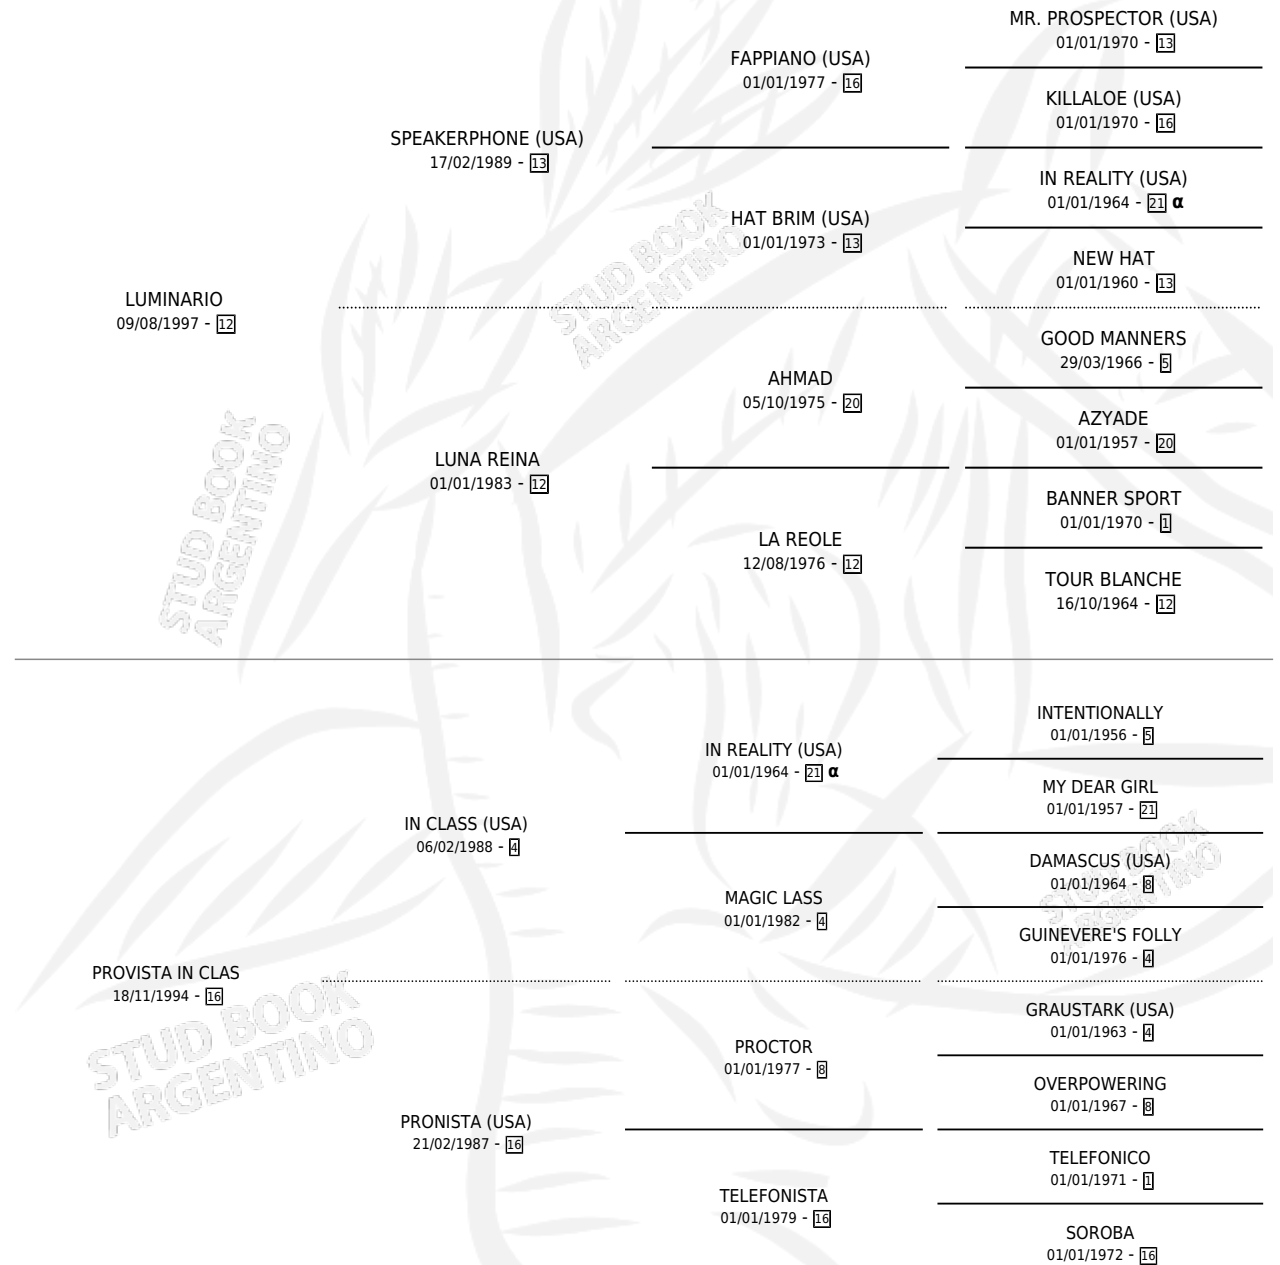 MR. PROSPECTOR (USA)
01/01/1970 - 13
FAPPIANO (USA)
01/01/1977 - 16
KILLALOE (USA)
01/01/1970 - 16
SPEAKERPHONE (USA)
17/02/1989 - 13
IN REALITY (USA)
01/01/1964 - 21 α
HAT BRIM (USA)
01/01/1973 - 13
NEW HAT
01/01/1960 - 13
LUMINARIO
09/08/1997 - 12
GOOD MANNERS
29/03/1966 - 5
AHMAD
05/10/1975 - 20
AZYADE
01/01/1957 - 20
LUNA REINA
01/01/1983 - 12
BANNER SPORT
01/01/1970 - 1
LA REOLE
12/08/1976 - 12
TOUR BLANCHE
16/10/1964 - 12
INTENTIONALLY
01/01/1956 - 5
IN REALITY (USA)
01/01/1964 - 21 α
MY DEAR GIRL
01/01/1957 - 21
IN CLASS (USA)
06/02/1988 - 4
DAMASCUS (USA)
01/01/1964 - 8
MAGIC LASS
01/01/1982 - 4
GUINEVERE'S FOLLY
01/01/1976 - 4
PROVISTA IN CLAS
18/11/1994 - 16
GRAUSTARK (USA)
01/01/1963 - 4
PROCTOR
01/01/1977 - 8
OVERPOWERING
01/01/1967 - 8
PRONISTA (USA)
21/02/1987 - 16
TELEFONICO
01/01/1971 - 1
TELEFONISTA
01/01/1979 - 16
SOROBA
01/01/1972 - 16
STUD BOOK
ARGENTINO
STUD BOOK
ARGENTINO
STUD BOOK
ARGENTINO
STUD BOOK
ARGENTINO